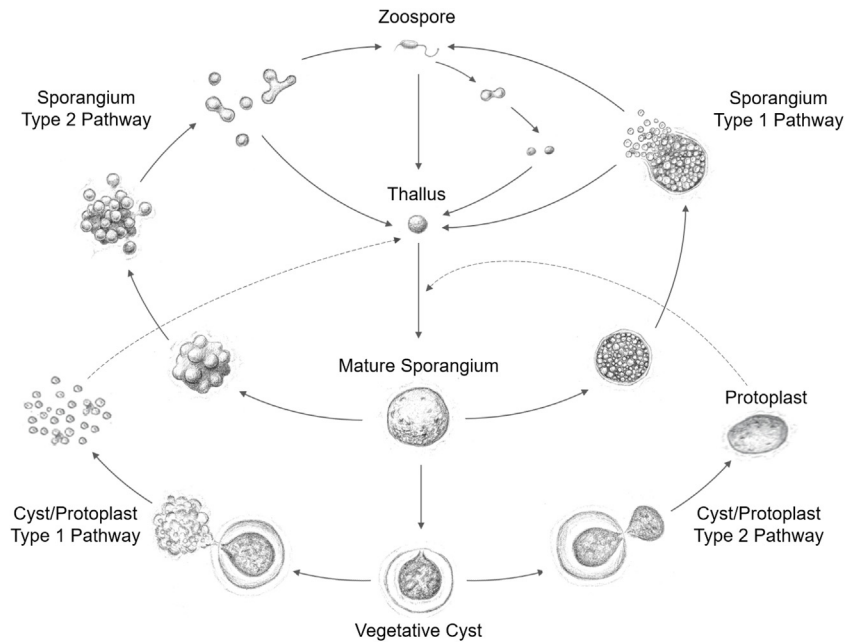 Zoospore
Sporangium
Type 2 Pathway
Sporangium
Type 1 Pathway
Thallus
Mature Sporangium
Protoplast
Cyst/Protoplast
Type 1 Pathway
Cyst/Protoplast
Type 2 Pathway
Vegetative Cyst